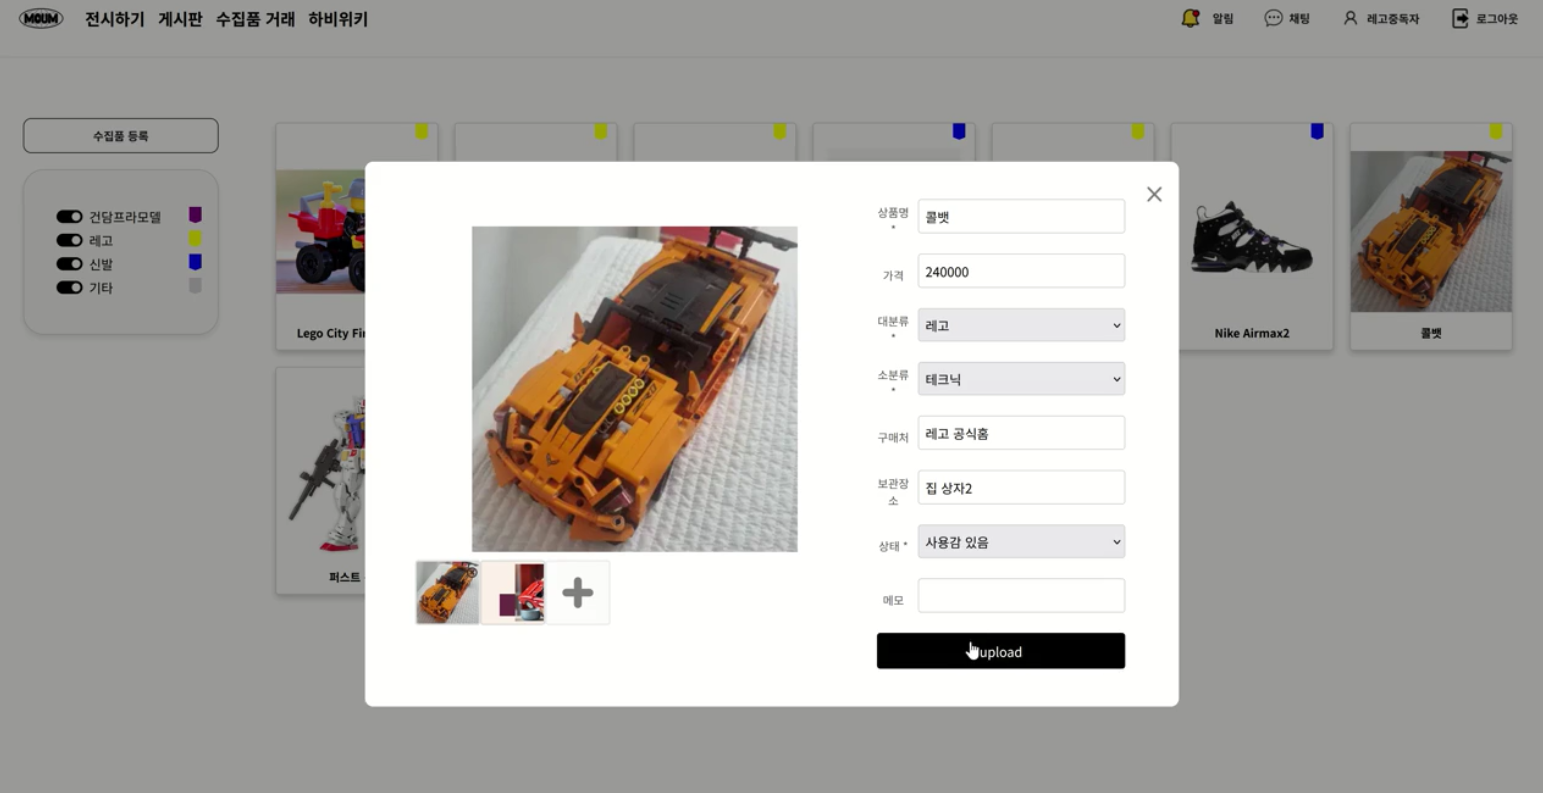 MOUM 전시하기 게시판 수집품 거래 하비위키 알림 채팅 레고중독자 로그아웃
수집품 등록
건담프라모델
레고
신발
기타
Lego City Fi
Nike Airmax2
콜뱃
퍼스트
상품명
*
콜뱃
가격
240000
대분류
*
레고
소분류
*
테크닉
구매처
레고 공식홈
보관장
소
집 상자2
상태 *
사용감 있음
메모
upload